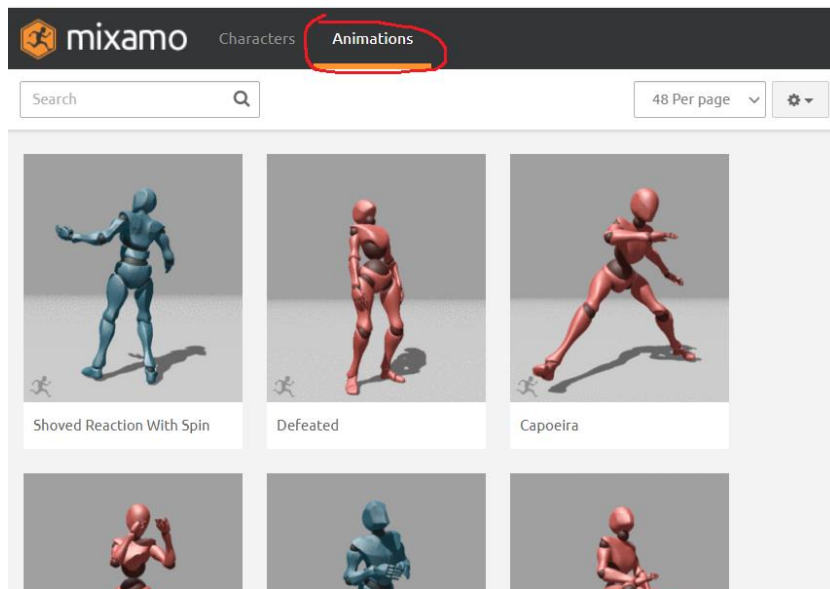 mixamo Characters Animations
Search 48 Per page
Shoved Reaction With Spin Defeated Capoeira